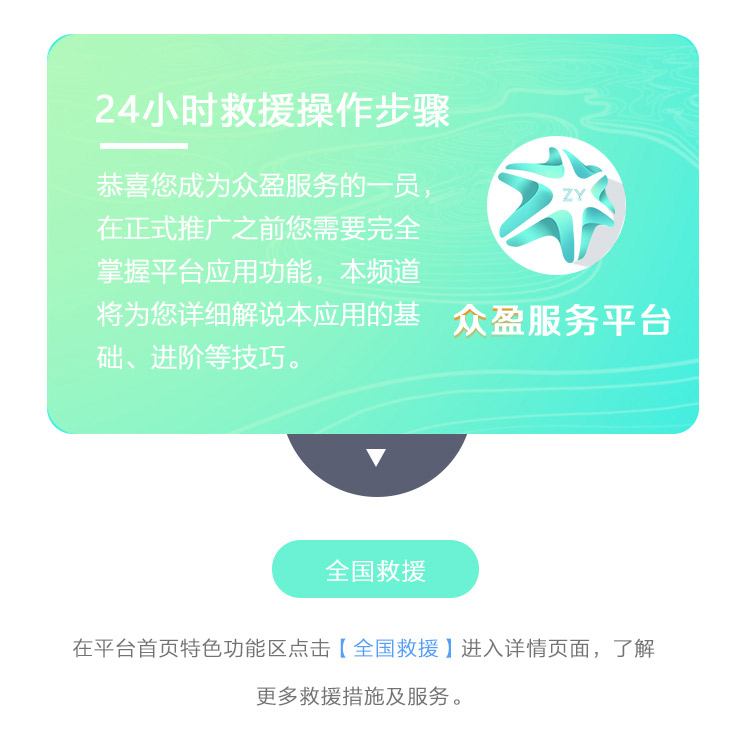 24小时救援操作步骤
恭喜您成为众盈服务的一员，
在正式推广之前您需要完全
掌握平台应用功能，本频道
将为您详细解说本应用的基
础、进阶等技巧。
ZY
众盈服务平台
全国救援
在平台首页特色功能区点击【全国救援】进入详情页面，了解
更多救援措施及服务。